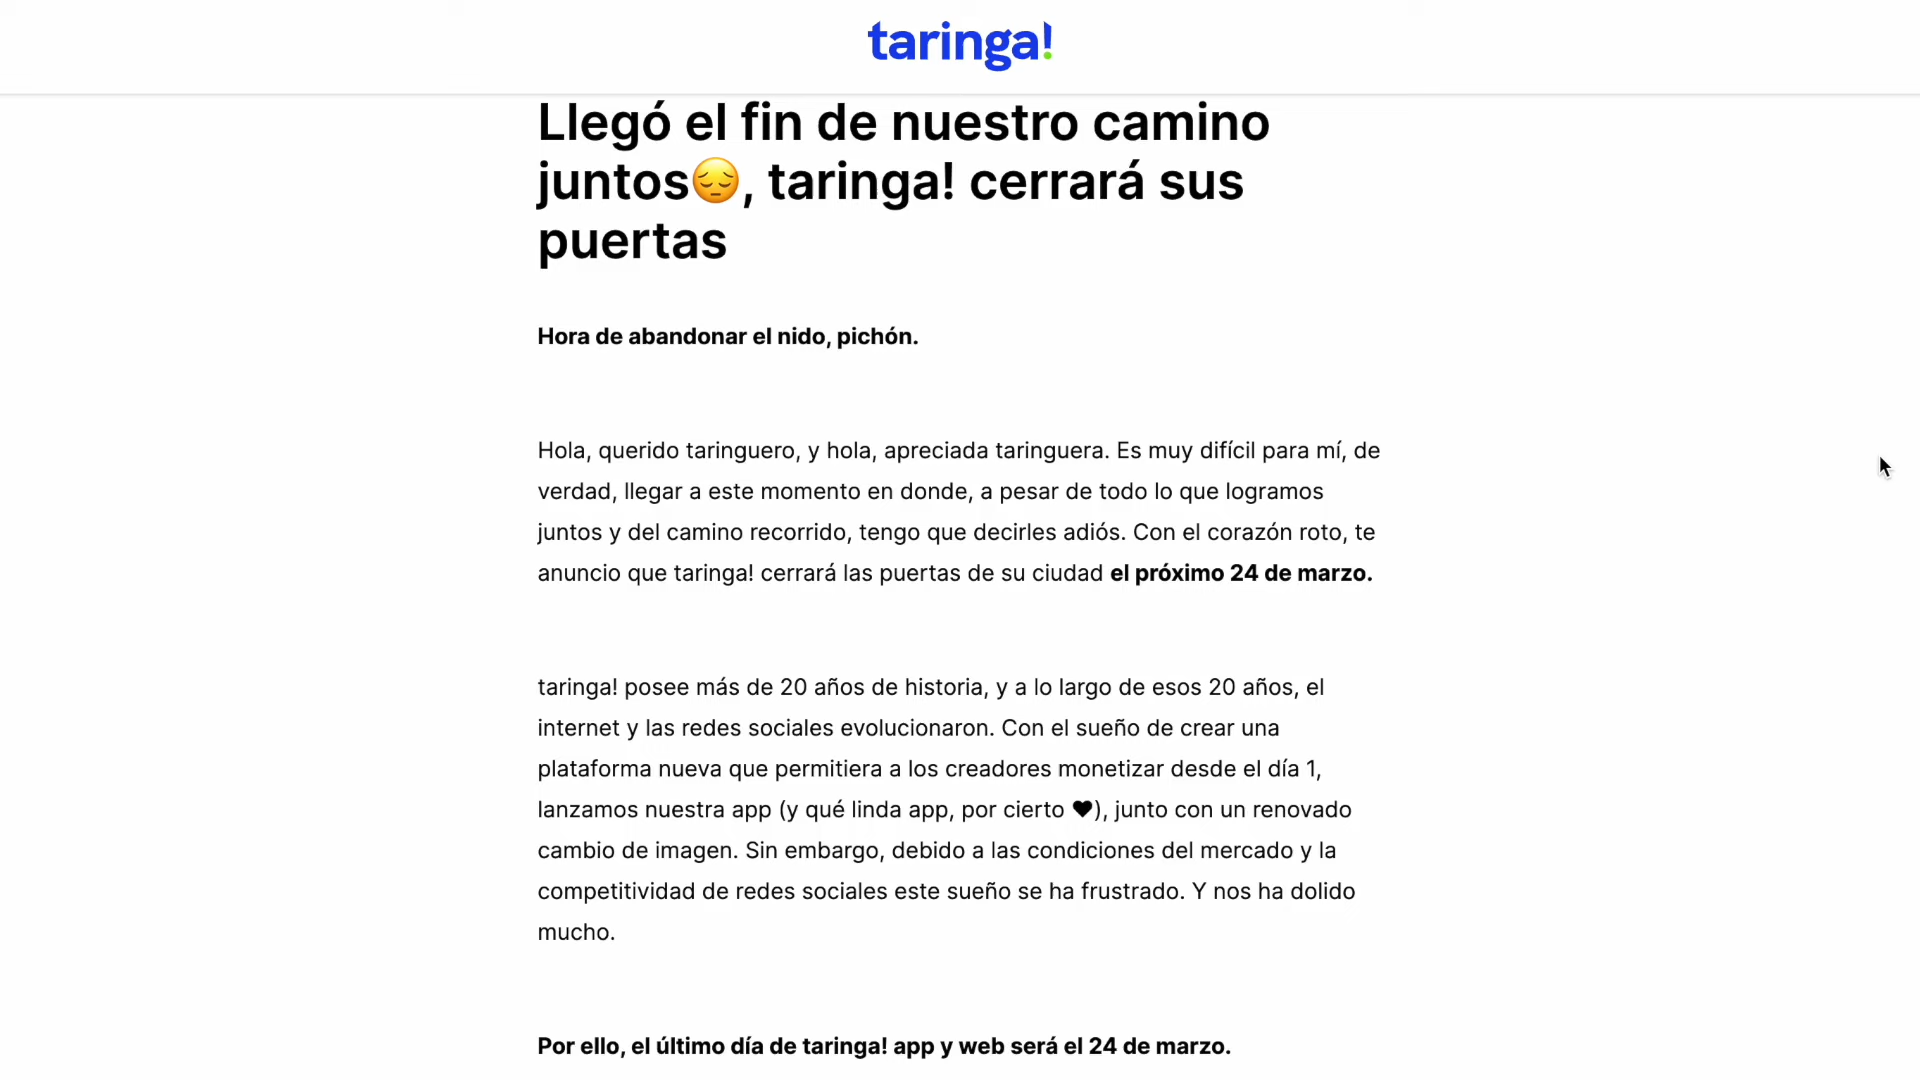 taringa!
Llegó el fin de nuestro camino
juntos😔, taringa! cerrará sus
puertas
Hora de abandonar el nido, pichón.
Hola, querido taringuero, y hola, apreciada taringuera. Es muy difícil para mí, de
verdad, llegar a este momento en donde, a pesar de todo lo que logramos
juntos y del camino recorrido, tengo que decirles adiós. Con el corazón roto, te
anuncio que taringa! cerrará las puertas de su ciudad el próximo 24 de marzo.
taringa! posee más de 20 años de historia, y a lo largo de esos 20 años, el
internet y las redes sociales evolucionaron. Con el sueño de crear una
plataforma nueva que permitiera a los creadores monetizar desde el día 1,
lanzamos nuestra app (y qué linda app, por cierto ♥), junto con un renovado
cambio de imagen. Sin embargo, debido a las condiciones del mercado y la
competitividad de redes sociales este sueño se ha frustrado. Y nos ha dolido
mucho.
Por ello, el último día de taringa! app y web será el 24 de marzo.